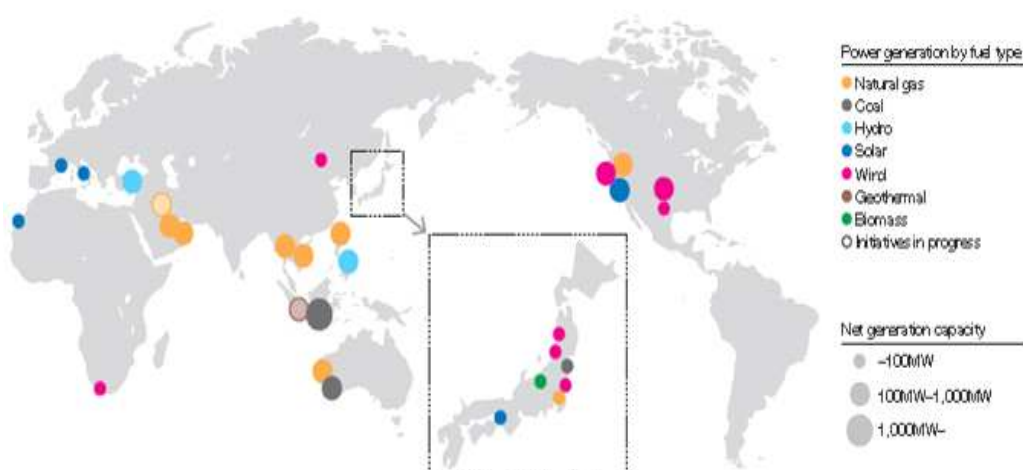 Power generation by fuel type
Natural gas
Coal
Hydro
Solar
Wind
Geothermal
Biomass
Initiatives in progress
Net generation capacity
–100MW
100MW–1,000MW
1,000MW–